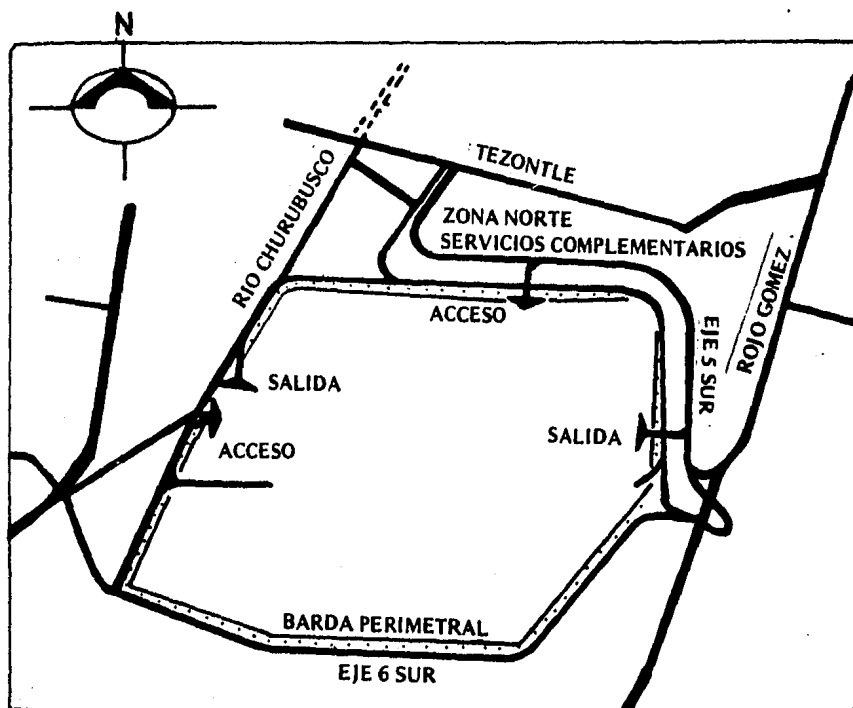 N
TEZONTLE
RIO CHURUBUSCO
ZONA NORTE
SERVICIOS COMPLEMENTARIOS
ROJO GOMEZ
ACCESO
EJE 5 SUR
SALIDA
SALIDA
ACCESO
BARDA PERIMETRAL
EJE 6 SUR